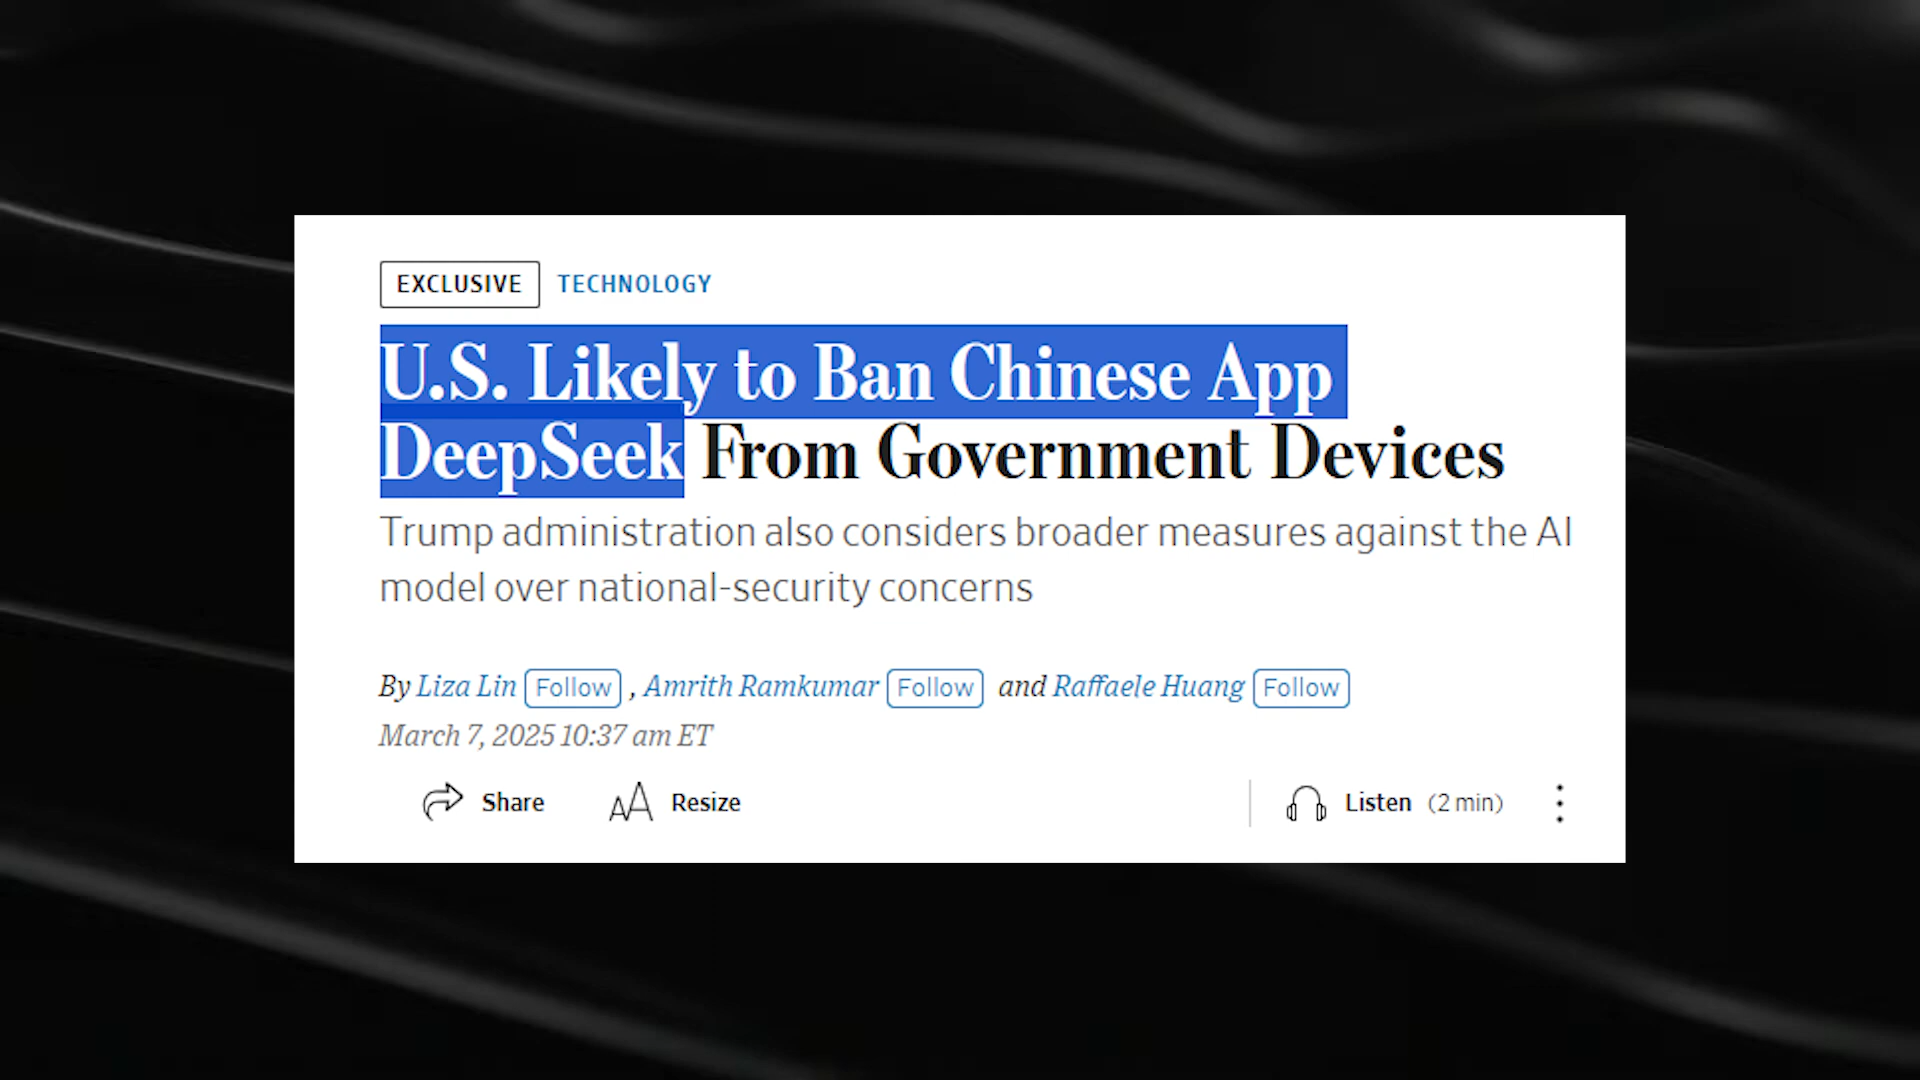 EXCLUSIVE TECHNOLOGY
U.S. Likely to Ban Chinese App
DeepSeek From Government Devices
Trump administration also considers broader measures against the AI
model over national-security concerns
By Liza Lin Follow , Amrith Ramkumar Follow and Raffaele Huang Follow
March 7, 2025 10:37 am ET
Share AA Resize Listen (2 min)